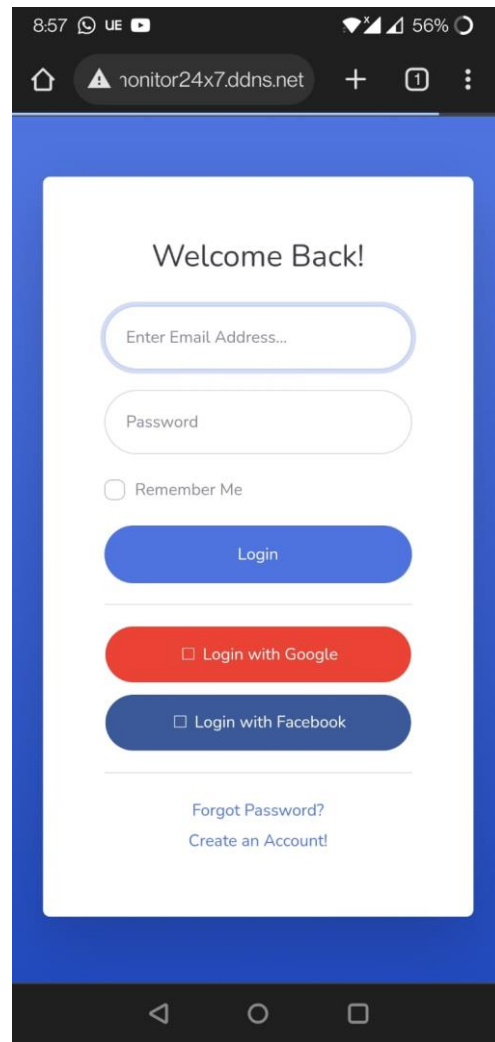 8:57 UE 56%
nonitor24x7.ddns.net 1
Welcome Back!
Enter Email Address...
Password
Remember Me
Login
Login with Google
Login with Facebook
Forgot Password?
Create an Account!